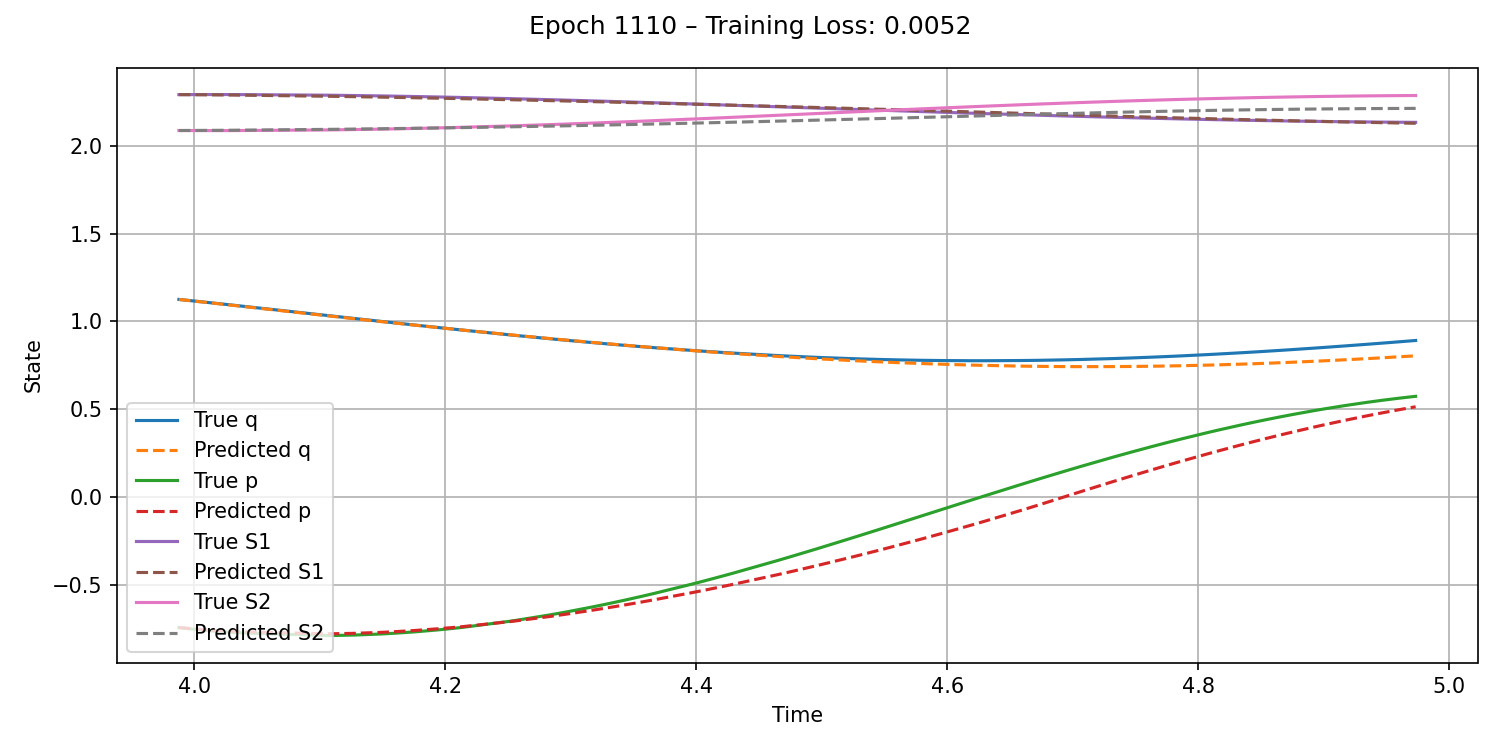 Epoch 1110 – Training Loss: 0.0052
State
2.0
1.5
1.0
0.5
0.0
−0.5
True q
Predicted q
True p
Predicted p
True S1
Predicted S1
True S2
Predicted S2
4.0 4.2 4.4 4.6 4.8 5.0
Time